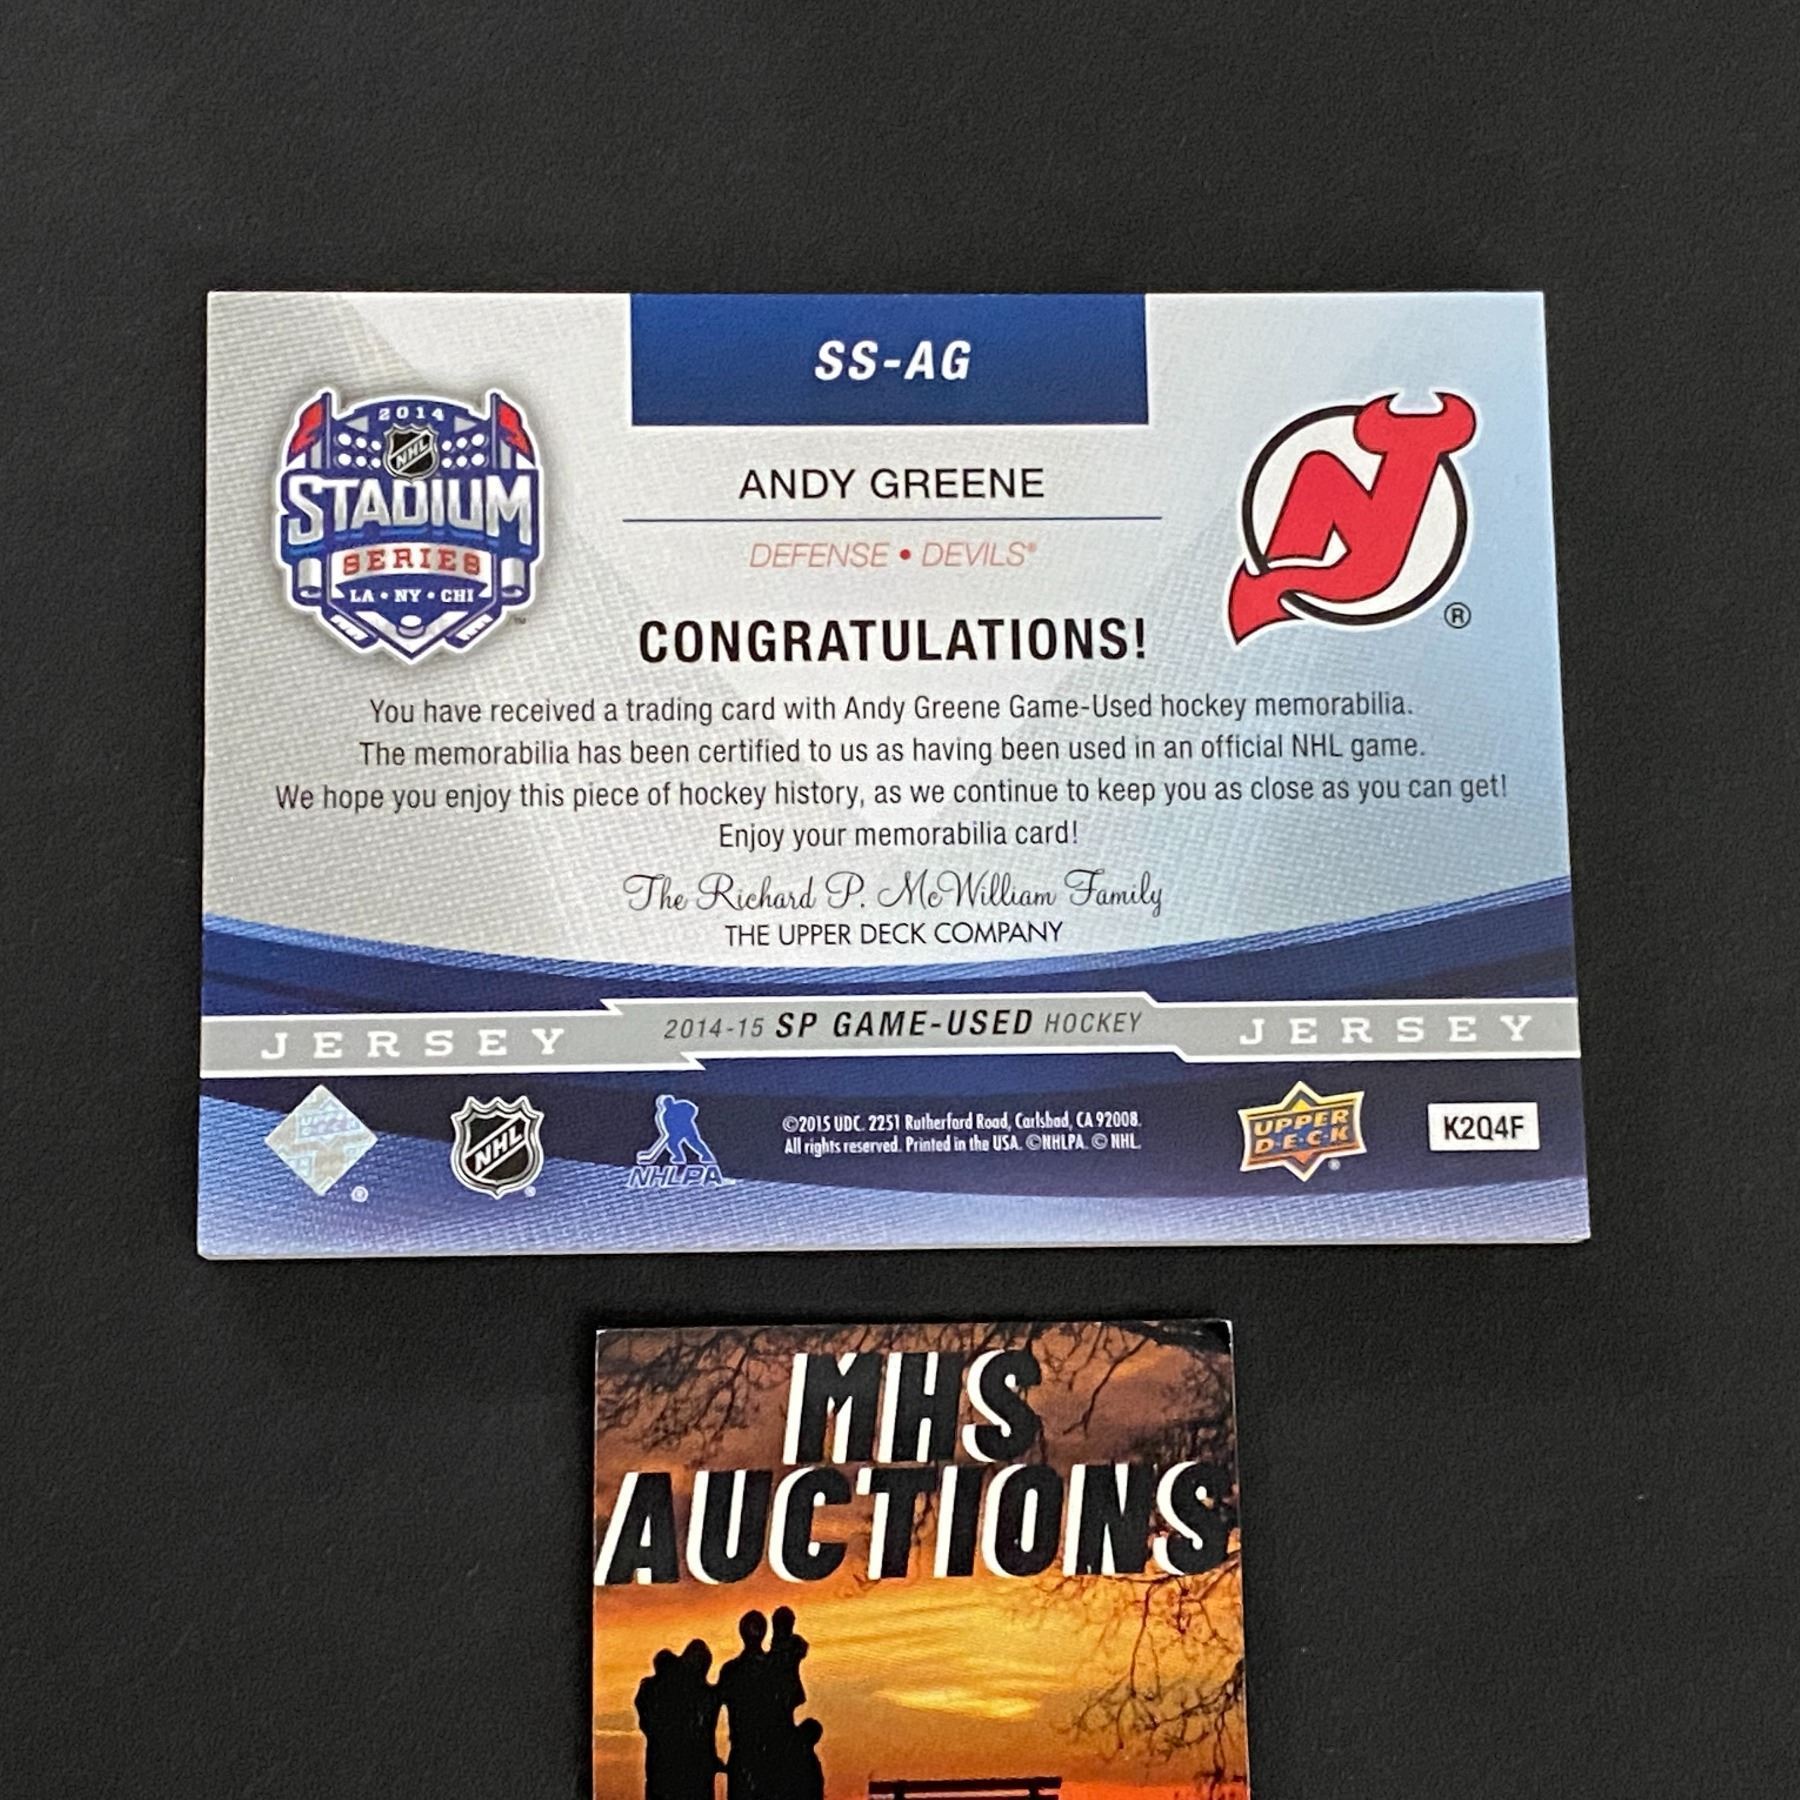 SS-AG
2014
NHL
STADIUM
SERIES
LA • NY • CHI
™
ANDY GREENE
DEFENSE • DEVILS®
NJ
®
CONGRATULATIONS!
You have received a trading card with Andy Greene Game-Used hockey memorabilia.
The memorabilia has been certified to us as having been used in an official NHL game.
We hope you enjoy this piece of hockey history, as we continue to keep you as close as you can get!
Enjoy your memorabilia card!
The Richard P. McWilliam Family
THE UPPER DECK COMPANY
JERSEY
2014-15 SP GAME-USED HOCKEY
JERSEY
UPPER
DECK
®
NHL
®
NHLPA
©2015 UDC. 2251 Rutherford Road, Carlsbad, CA 92008.
All rights reserved. Printed in the USA. ©NHLPA. © NHL.
UPPER
D·E·C·K
®
K2Q4F
MHS
AUCTIONS